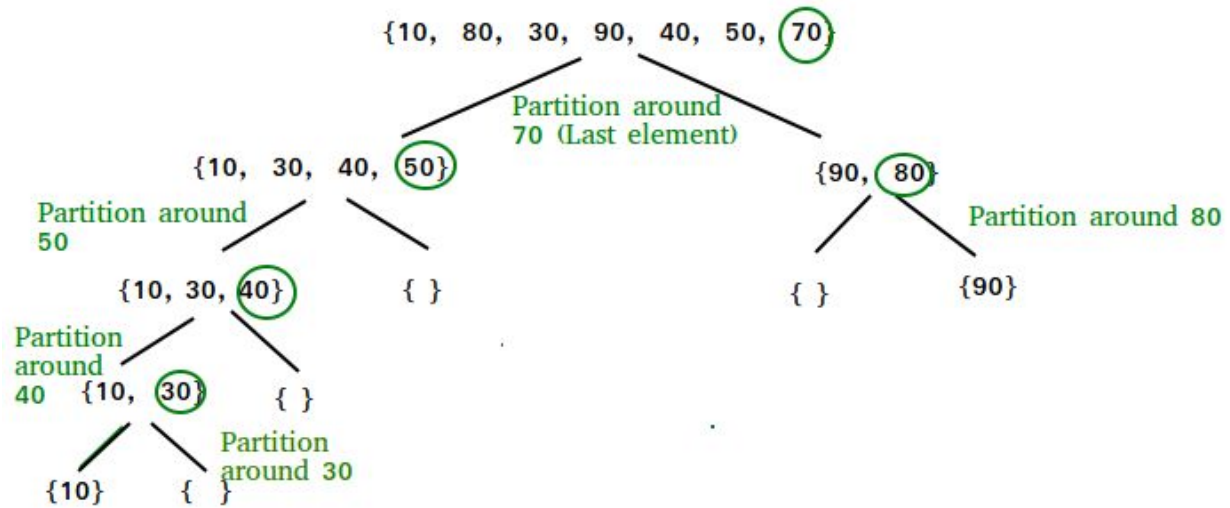 {10, 80, 30, 90, 40, 50, 70}
Partition around
70 (Last element)
{10, 30, 40, 50}
{90, 80}
Partition around
50
Partition around 80
{10, 30, 40}
{ }
{ }
{90}
Partition
around
40
{10, 30}
{ }
Partition
around 30
{10}
{ }